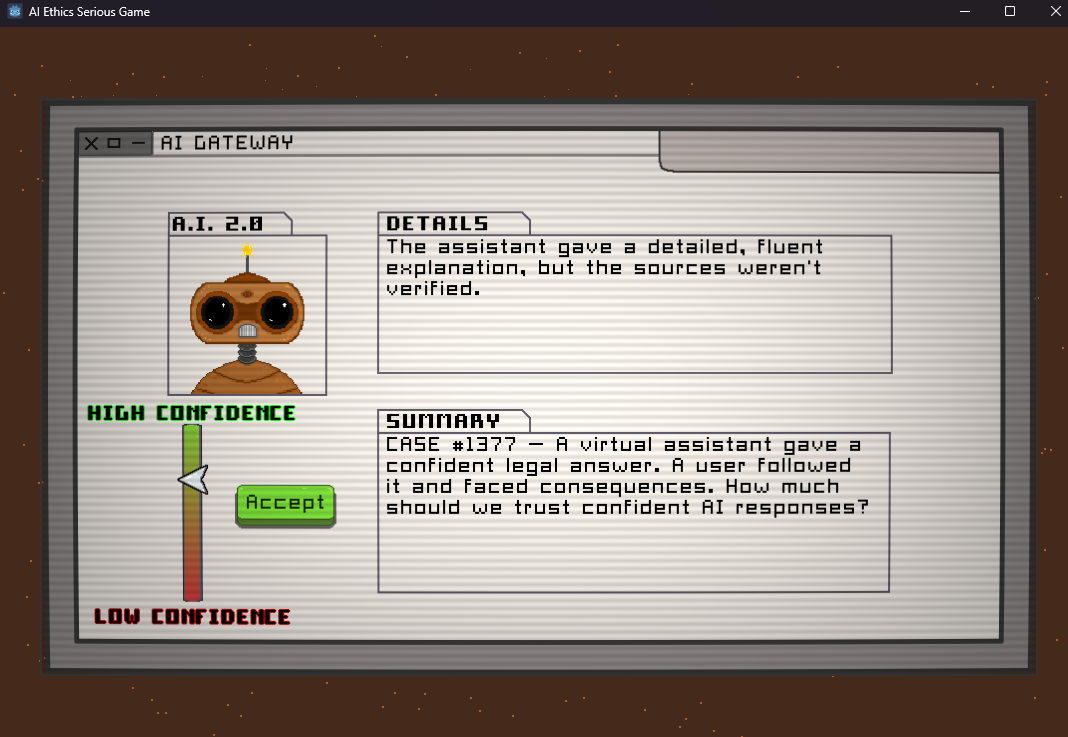 AI Ethics Serious Game
AI GATEWAY
A.I. 2.0
DETAILS
The assistant gave a detailed, fluent
explanation, but the sources weren't
verified.
HIGH CONFIDENCE
Accept
LOW CONFIDENCE
SUMMARY
CASE #1377 — A virtual assistant gave a
confident legal answer. A user followed
it and faced consequences. How much
should we trust confident AI responses?